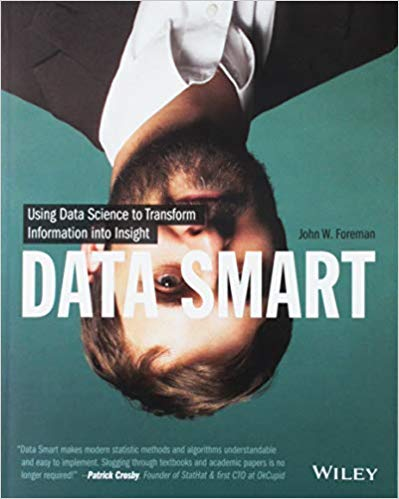 Using Data Science to Transform
Information into Insight
John W. Foreman
DATA SMART
"Data Smart makes modern statistic methods and algorithms understandable
and easy to implement. Slogging through textbooks and academic papers is no
longer required!" —Patrick Crosby, Founder of StatHat & first CTO at OkCupid
WILEY